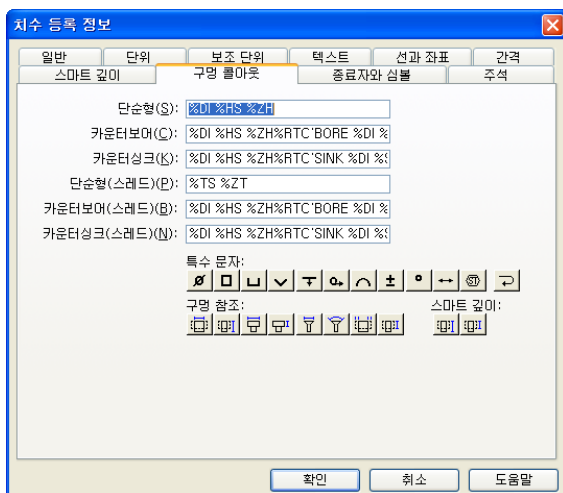 치수 등록 정보
일반 단위 보조 단위 텍스트 선과 좌표 간격
스마트 깊이 구멍 콜아웃 종료자와 심볼 주석
단순형(S): %DI %HS %ZH
카운터보어(C): %DI %HS %ZH%RTC'BORE %DI %
카운터싱크(K): %DI %HS %ZH%RTC'SINK %DI %
단순형(스레드)(P): %TS %ZT
카운터보어(스레드)(B): %DI %HS %ZH%RTC'BORE %DI %
카운터싱크(스레드)(N): %DI %HS %ZH%RTC'SINK %DI %
특수 문자:
구멍 참조: 스마트 깊이:
확인 취소 도움말